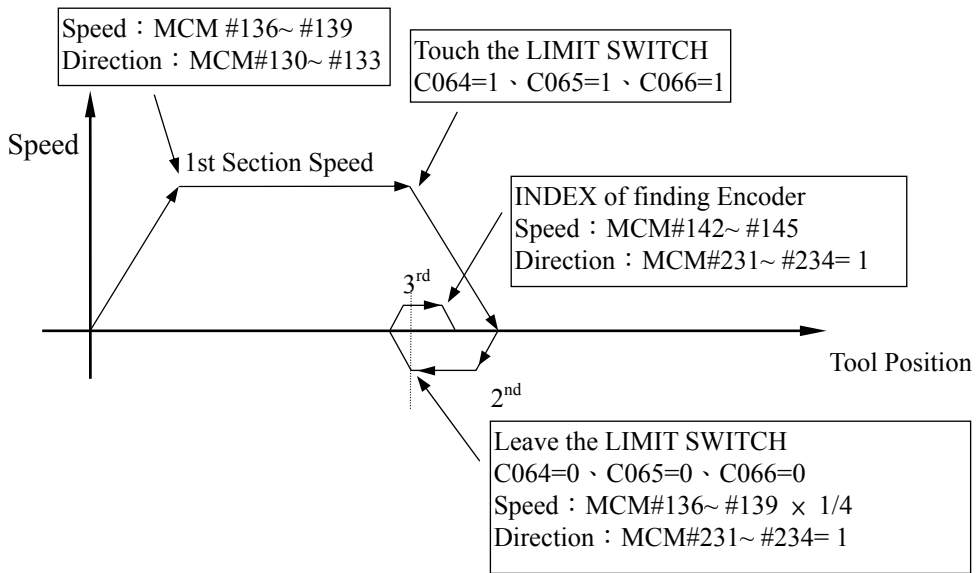 Speed：MCM #136~ #139
Direction：MCM#130~ #133
Touch the LIMIT SWITCH
C064=1、C065=1、C066=1
Speed
1st Section Speed
INDEX of finding Encoder
Speed：MCM#142~ #145
Direction：MCM#231~ #234= 1
3rd
Tool Position
2nd
Leave the LIMIT SWITCH
C064=0、C065=0、C066=0
Speed：MCM#136~ #139 × 1/4
Direction：MCM#231~ #234= 1